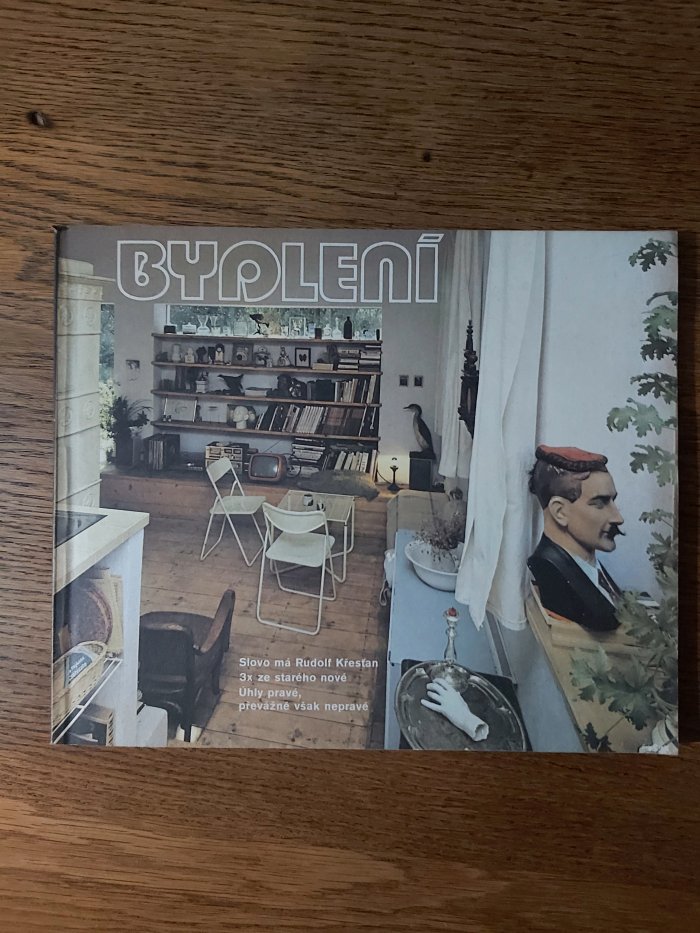 BYDLENÍ
Slovo má Rudolf Křesťan
3x ze starého nové
Úhly pravé,
převážně však nepravé